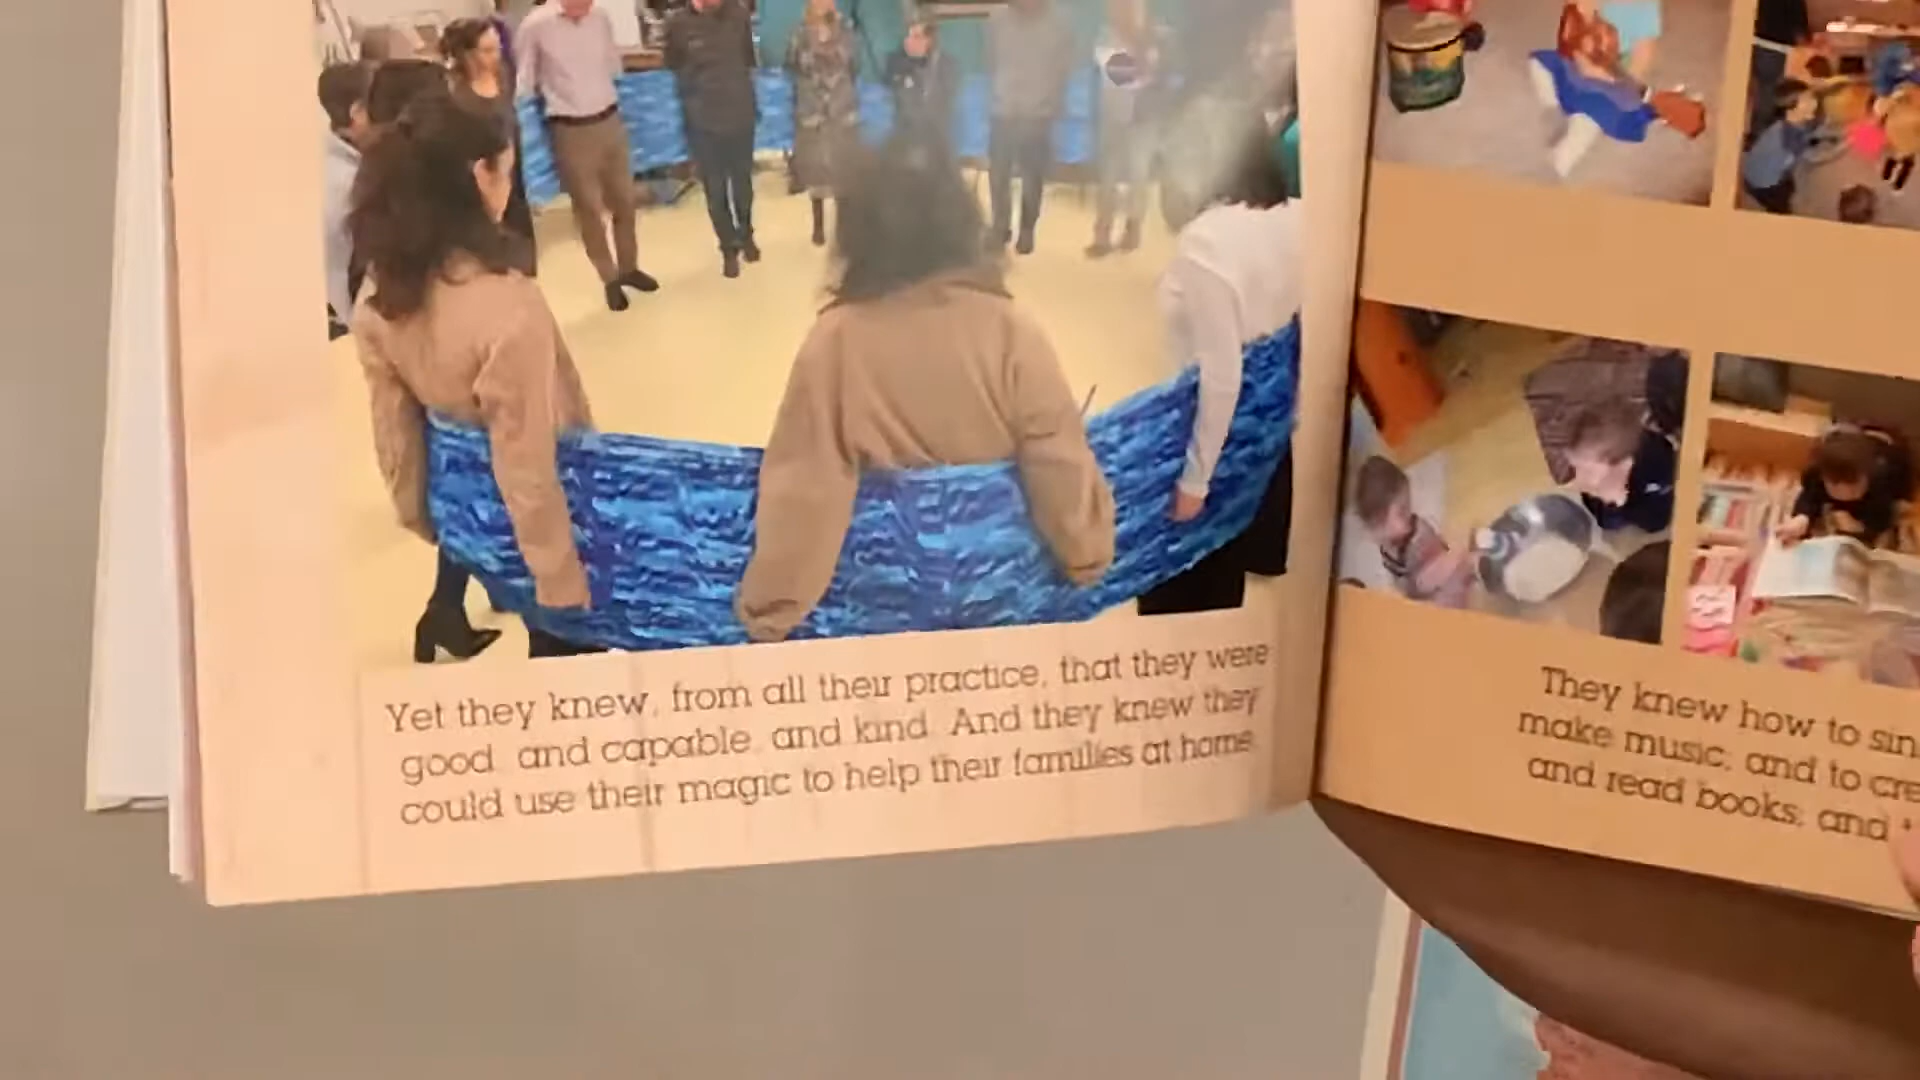 Yet they knew, from all their practice, that they were
good, and capable, and kind. And they knew they
could use their magic to help their families at home.
They knew how to sin
make music; and to cre
and read books; and